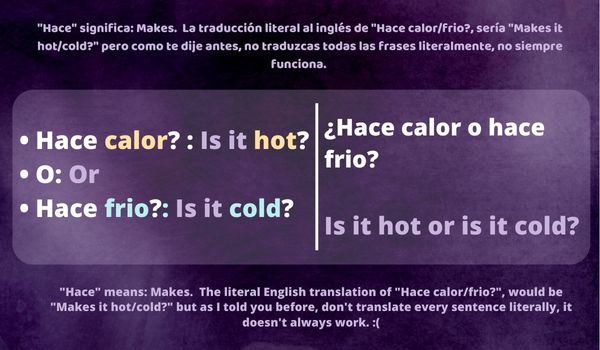 "Hace" significa: Makes. La traducción literal al inglés de "Hace calor/frio?, sería "Makes it
hot/cold?" pero como te dije antes, no traduzcas todas las frases literalmente, no siempre
funciona.
• Hace calor? : Is it hot?
• O: Or
• Hace frio?: Is it cold?
¿Hace calor o hace
frio?
Is it hot or is it cold?
"Hace" means: Makes. The literal English translation of "Hace calor/frio?", would be
"Makes it hot/cold?" but as I told you before, don't translate every sentence literally, it
doesn't always work. :(